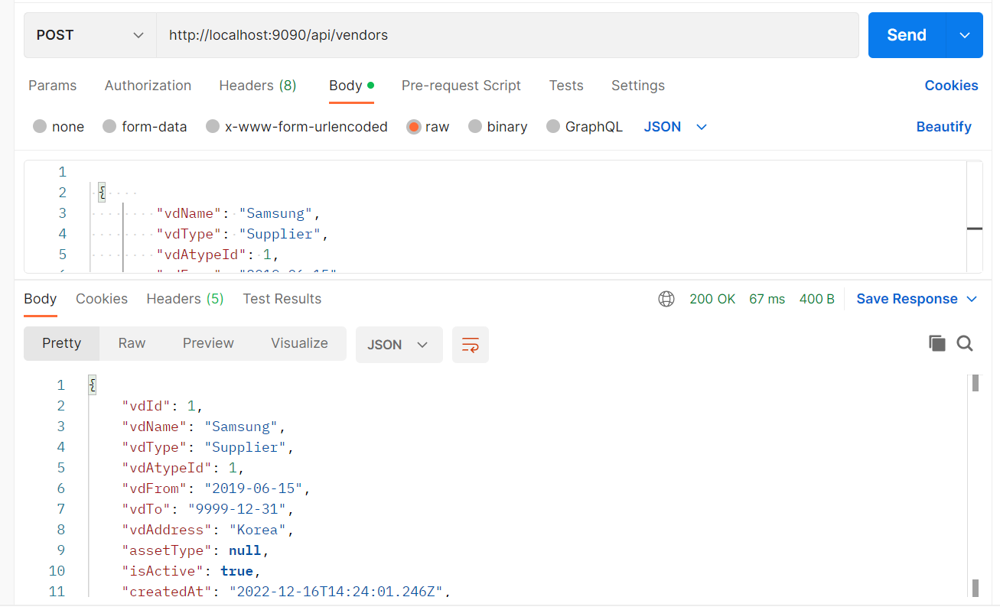 POST http://localhost:9090/api/vendors Send
Params Authorization Headers (8) Body Pre-request Script Tests Settings Cookies
none form-data x-www-form-urlencoded raw binary GraphQL JSON Beautify
1
2 {
3 "vdName": "Samsung",
4 "vdType": "Supplier",
5 "vdAtypeId": 1,
Body Cookies Headers (5) Test Results 200 OK 67 ms 400 B Save Response
Pretty Raw Preview Visualize JSON
1 {
2 "vdId": 1,
3 "vdName": "Samsung",
4 "vdType": "Supplier",
5 "vdAtypeId": 1,
6 "vdFrom": "2019-06-15",
7 "vdTo": "9999-12-31",
8 "vdAddress": "Korea",
9 "assetType": null,
10 "isActive": true,
11 "createdAt": "2022-12-16T14:24:01.246Z",